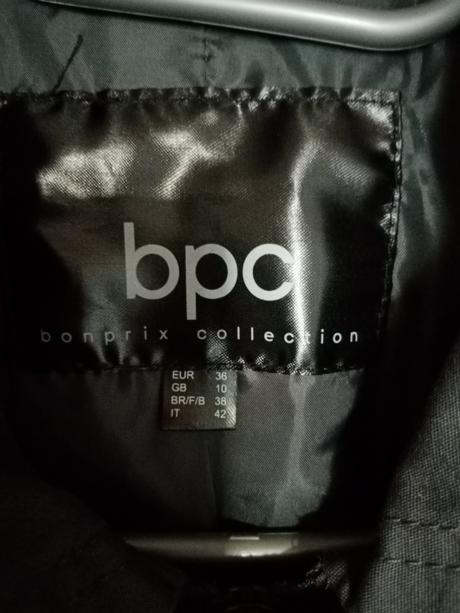 bpc
bonprix collection
EUR 36
GB 10
BR/F/B 38
IT 42